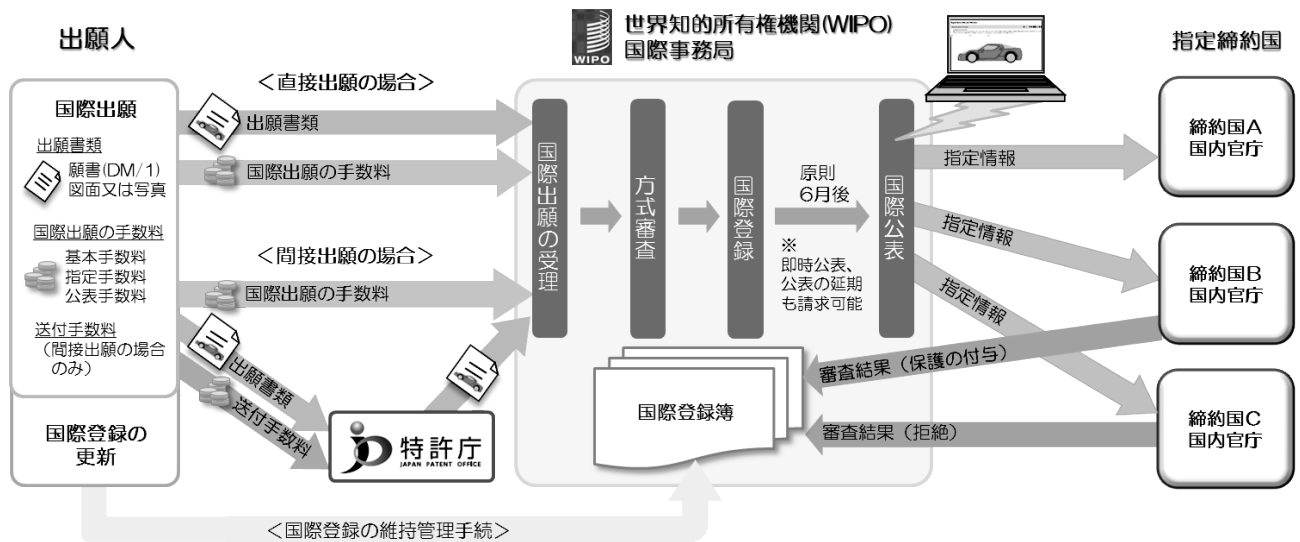 出願人
世界知的所有権機関(WIPO)
国際事務局
WIPO
指定締約国
国際出願
出願書類
願書(DM/1)
図面又は写真
国際出願の手数料
基本手数料
指定手数料
公表手数料
送付手数料
(間接出願の場合
のみ)
国際登録の
更新
<直接出願の場合>
出願書類
国際出願の手数料
<間接出願の場合>
国際出願の手数料
出願書類
送付手数料
特許庁
JAPAN PATENT OFFICE
国際出願の受理
方式審査
国際登録
原則
6月後
※
即時公表、
公表の延期
も請求可能
国際公表
国際登録簿
指定情報
指定情報
指定情報
審査結果(保護の付与)
審査結果(拒絶)
締約国A
国内官庁
締約国B
国内官庁
締約国C
国内官庁
<国際登録の維持管理手続>